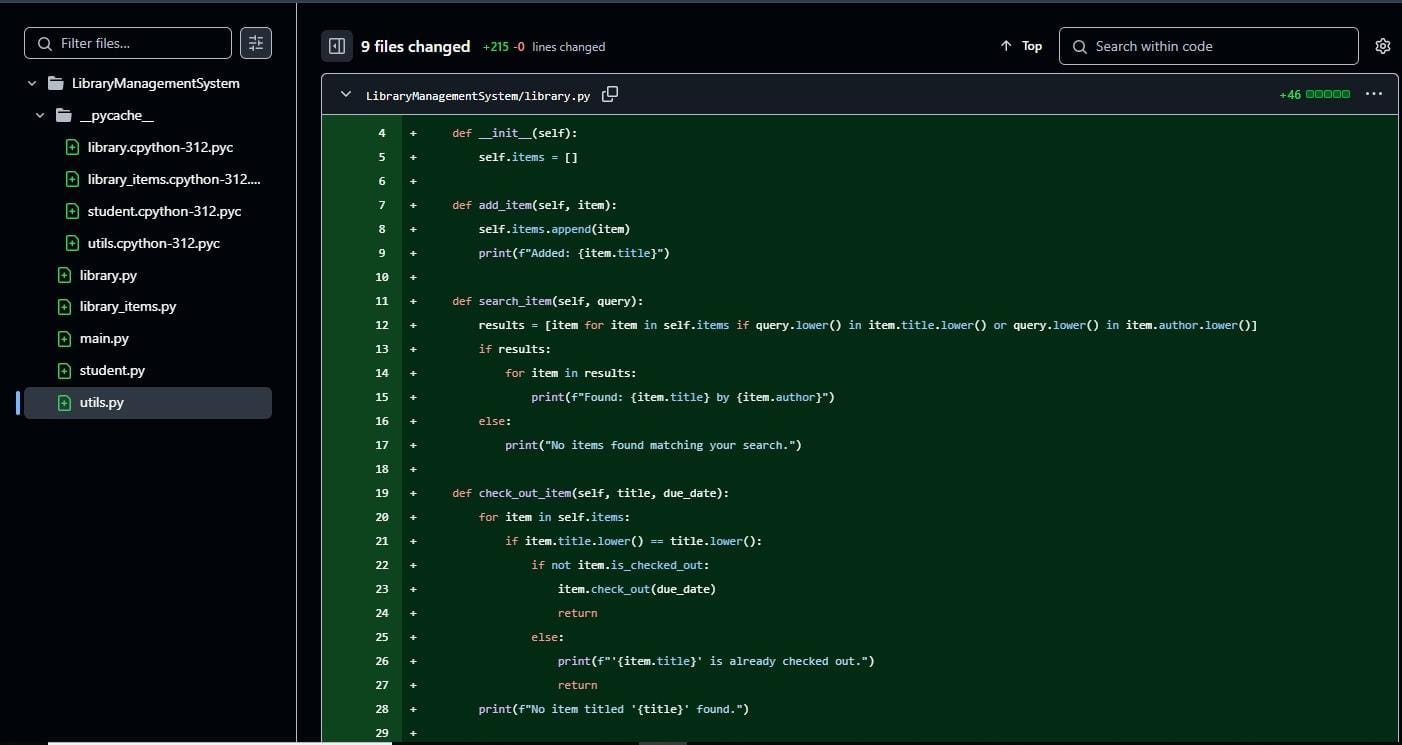 Filter files...
LibraryManagementSystem
__pycache__
library.cpython-312.pyc
library_items.cpython-312....
student.cpython-312.pyc
utils.cpython-312.pyc
library.py
library_items.py
main.py
student.py
utils.py
9 files changed +215 -0 lines changed
Top
Search within code
LibraryManagementSystem/library.py
+46
4 + def __init__(self):
5 + self.items = []
6 +
7 + def add_item(self, item):
8 + self.items.append(item)
9 + print(f"Added: {item.title}")
10 +
11 + def search_item(self, query):
12 + results = [item for item in self.items if query.lower() in item.title.lower() or query.lower() in item.author.lower()]
13 + if results:
14 + for item in results:
15 + print(f"Found: {item.title} by {item.author}")
16 + else:
17 + print("No items found matching your search.")
18 +
19 + def check_out_item(self, title, due_date):
20 + for item in self.items:
21 + if item.title.lower() == title.lower():
22 + if not item.is_checked_out:
23 + item.check_out(due_date)
24 + return
25 + else:
26 + print(f"'{item.title}' is already checked out.")
27 + return
28 + print(f"No item titled '{title}' found.")
29 +